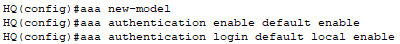 HQ(config)#aaa new-model
HQ(config)#aaa authentication enable default enable
HQ(config)#aaa authentication login default local enable